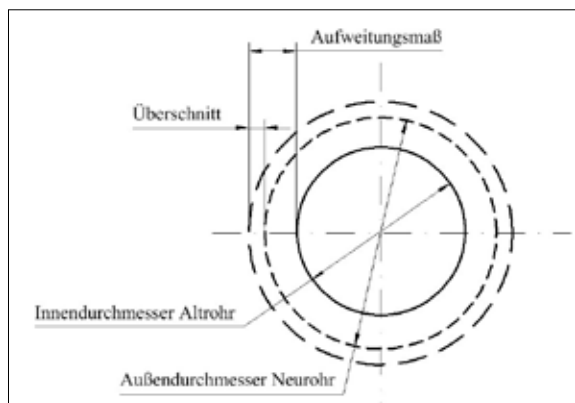 Aufweitungsmaß
Überschnitt
Innendurchmesser Altrohr
Außendurchmesser Neurohr